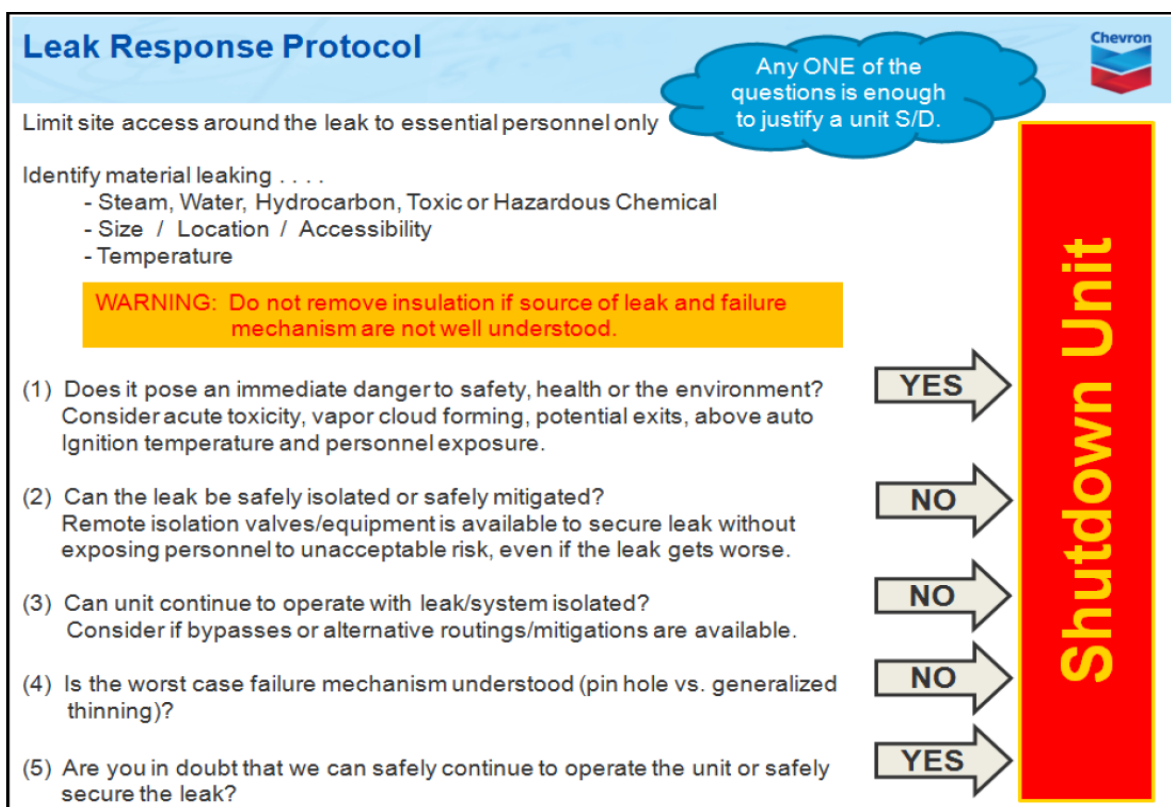 Leak Response Protocol
Chevron
Any ONE of the
questions is enough
to justify a unit S/D.
Limit site access around the leak to essential personnel only
Identify material leaking . . . .
- Steam, Water, Hydrocarbon, Toxic or Hazardous Chemical
- Size / Location / Accessibility
- Temperature
WARNING: Do not remove insulation if source of leak and failure
mechanism are not well understood.
(1) Does it pose an immediate danger to safety, health or the environment?
Consider acute toxicity, vapor cloud forming, potential exits, above auto
Ignition temperature and personnel exposure.
YES
(2) Can the leak be safely isolated or safely mitigated?
Remote isolation valves/equipment is available to secure leak without
exposing personnel to unacceptable risk, even if the leak gets worse.
NO
(3) Can unit continue to operate with leak/system isolated?
Consider if bypasses or alternative routings/mitigations are available.
NO
(4) Is the worst case failure mechanism understood (pin hole vs. generalized
thinning)?
NO
(5) Are you in doubt that we can safely continue to operate the unit or safely
secure the leak?
YES
Shutdown Unit